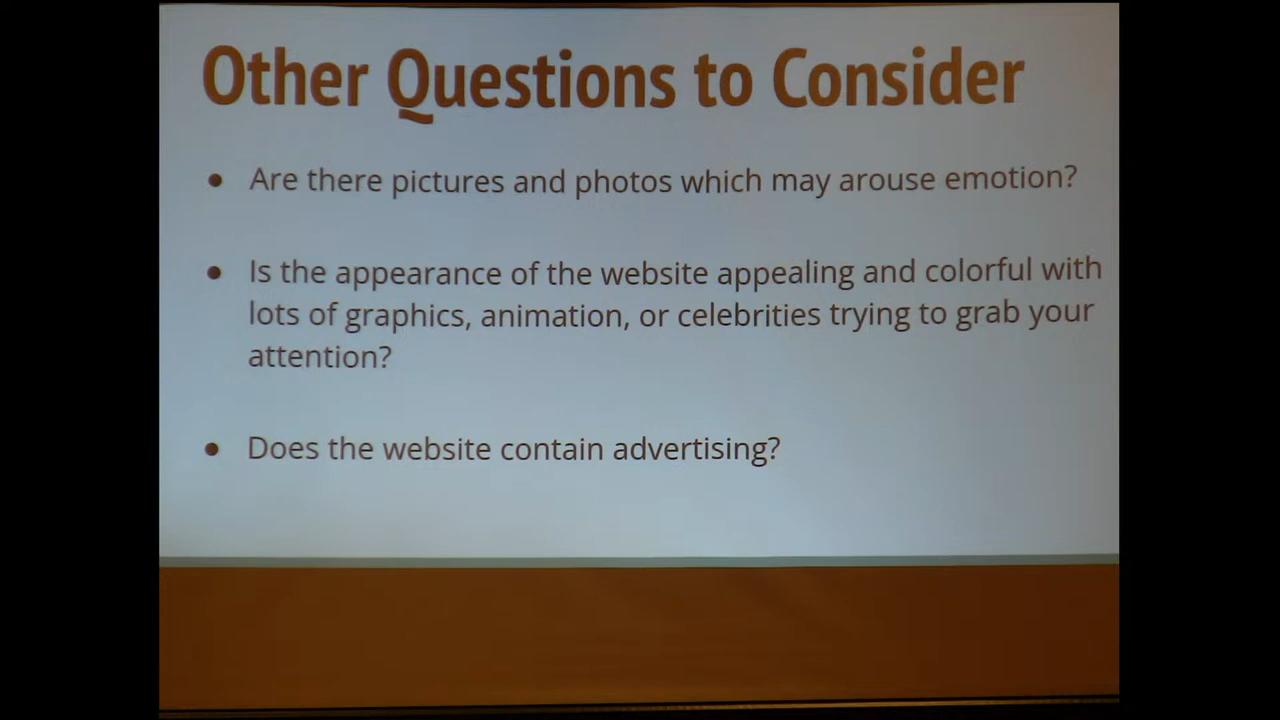 Other Questions to Consider
● Are there pictures and photos which may arouse emotion?
● Is the appearance of the website appealing and colorful with
lots of graphics, animation, or celebrities trying to grab your
attention?
● Does the website contain advertising?